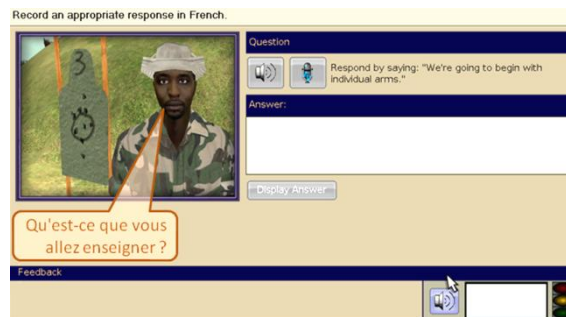 Record an appropriate response in French.
3
Question
Respond by saying: "We're going to begin with
individual arms."
Answer:
Display Answer
Qu'est-ce que vous
allez enseigner ?
Feedback